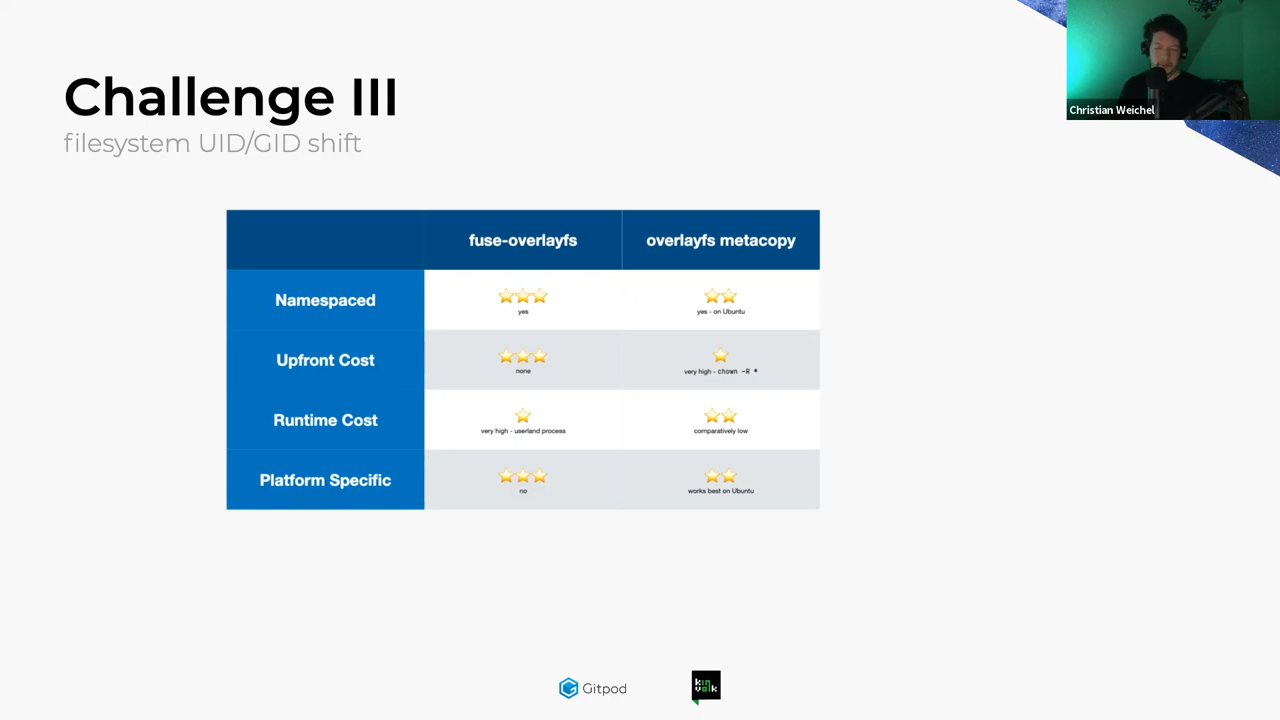 Challenge III
filesystem UID/GID shift
Christian Weichel
fuse-overlayfs
overlayfs metacopy
Namespaced
yes
yes - on Ubuntu
Upfront Cost
none
very high - chown -R *
Runtime Cost
very high - userland process
comparatively low
Platform Specific
no
works best on Ubuntu
Gitpod
kin
volk